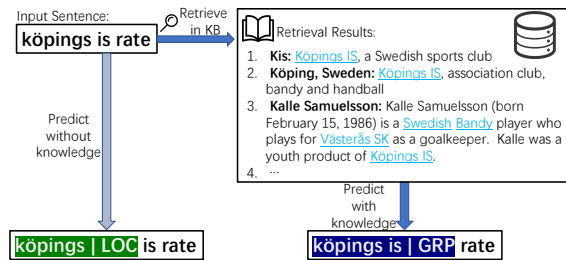 Input Sentence:
köpings is rate
Retrieve
in KB
Retrieval Results:
1. Kis: Köpings IS, a Swedish sports club
2. Köping, Sweden: Köpings IS, association club,
bandy and handball
3. Kalle Samuelsson: Kalle Samuelsson (born
February 15, 1986) is a Swedish Bandy player who
plays for Västerås SK as a goalkeeper. Kalle was a
youth product of Köpings IS.
4. ...
Predict
without
knowledge
Predict
with
knowledge
köpings | LOC is rate
köpings is | GRP rate